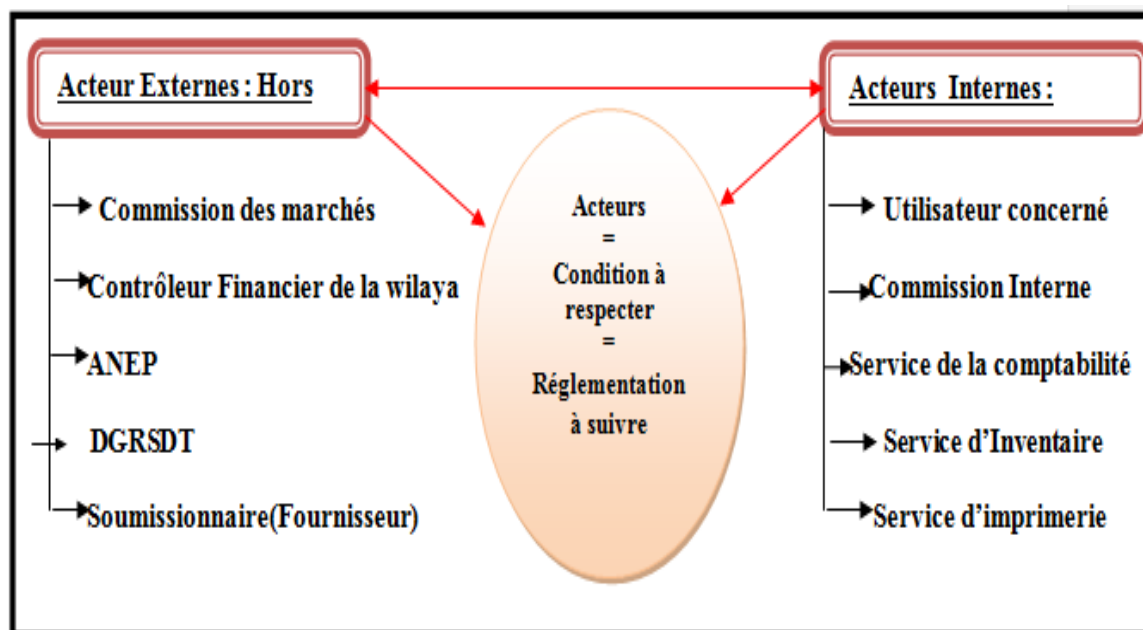 Acteur Externes : Hors
Commission des marchés
Contrôleur Financier de la wilaya
ANEP
DGRSDT
Soumissionnaire(Fournisseur)
Acteurs
=
Condition à
respecter
=
Réglementation
à suivre
Acteurs Internes :
Utilisateur concerné
Commission Interne
Service de la comptabilité
Service d’Inventaire
Service d’imprimerie